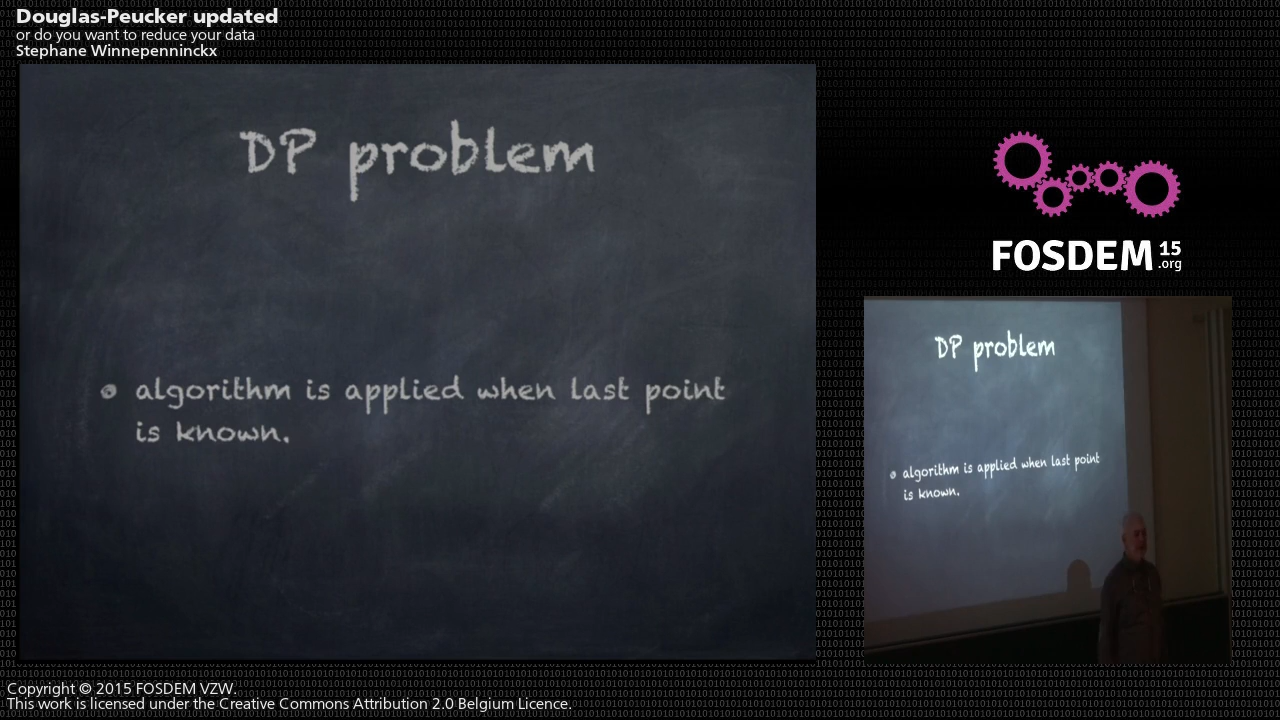 Douglas-Peucker updated
or do you want to reduce your data
Stephane Winnepenninckx
DP problem
algorithm is applied when last point
is known.
FOSDEM 15
.org
DP problem
algorithm is applied when last point
is known.
Copyright © 2015 FOSDEM VZW.
This work is licensed under the Creative Commons Attribution 2.0 Belgium Licence.